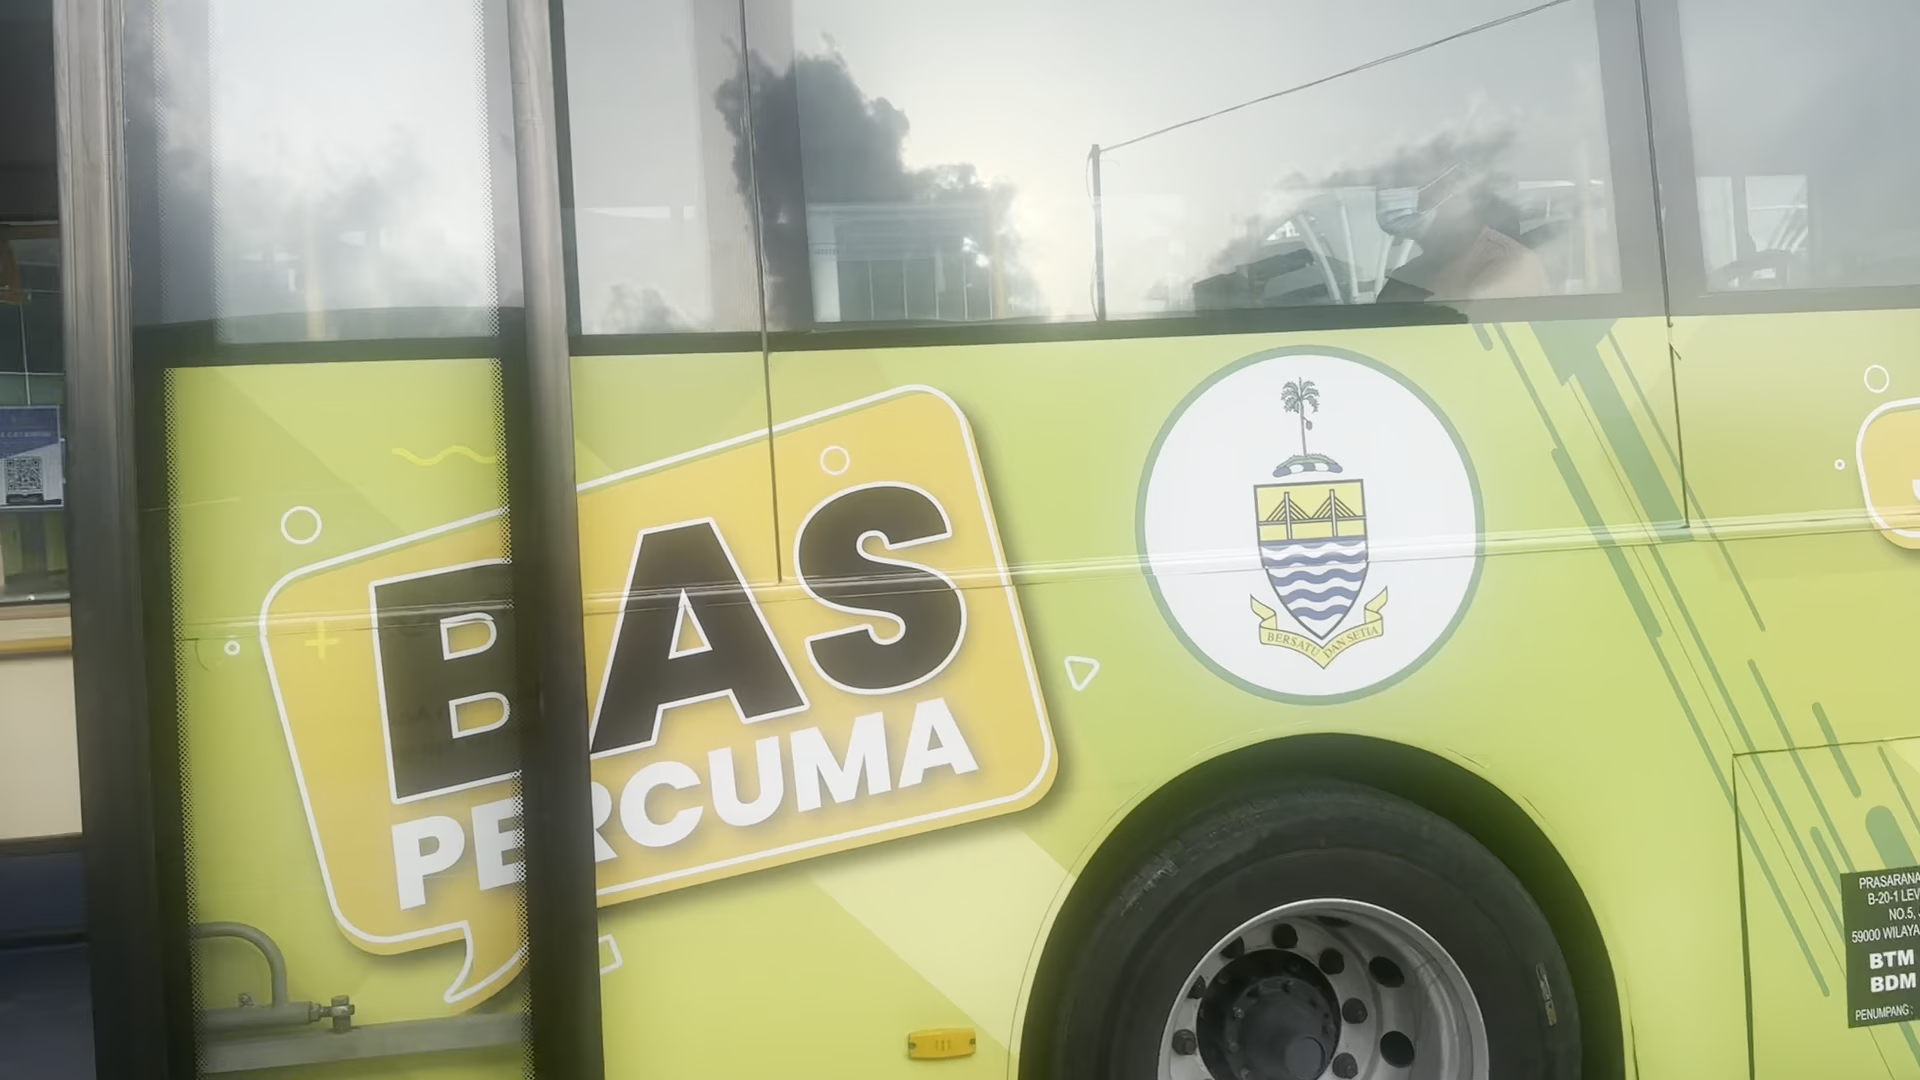 BAS
PERCUMA
BERSATU DAN SETIA
PRASARANA
B-20-1 LEV
NO.5,
59000 WILAYA
BTM
BDM
PENUMPANG :